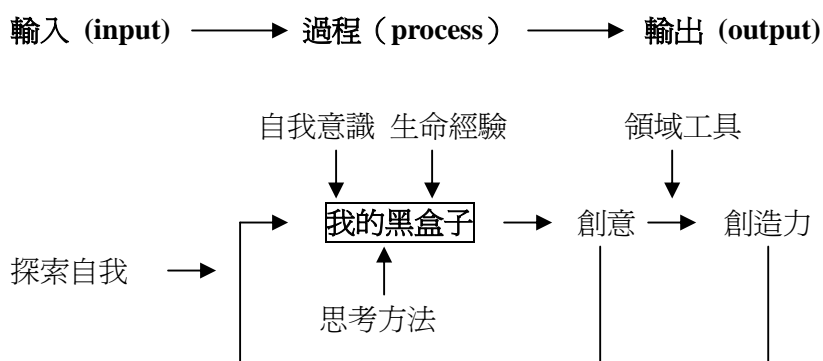 輸入 (input) 過程（process） 輸出 (output)
自我意識 生命經驗 領域工具
我的黑盒子 創意 創造力
探索自我
思考方法